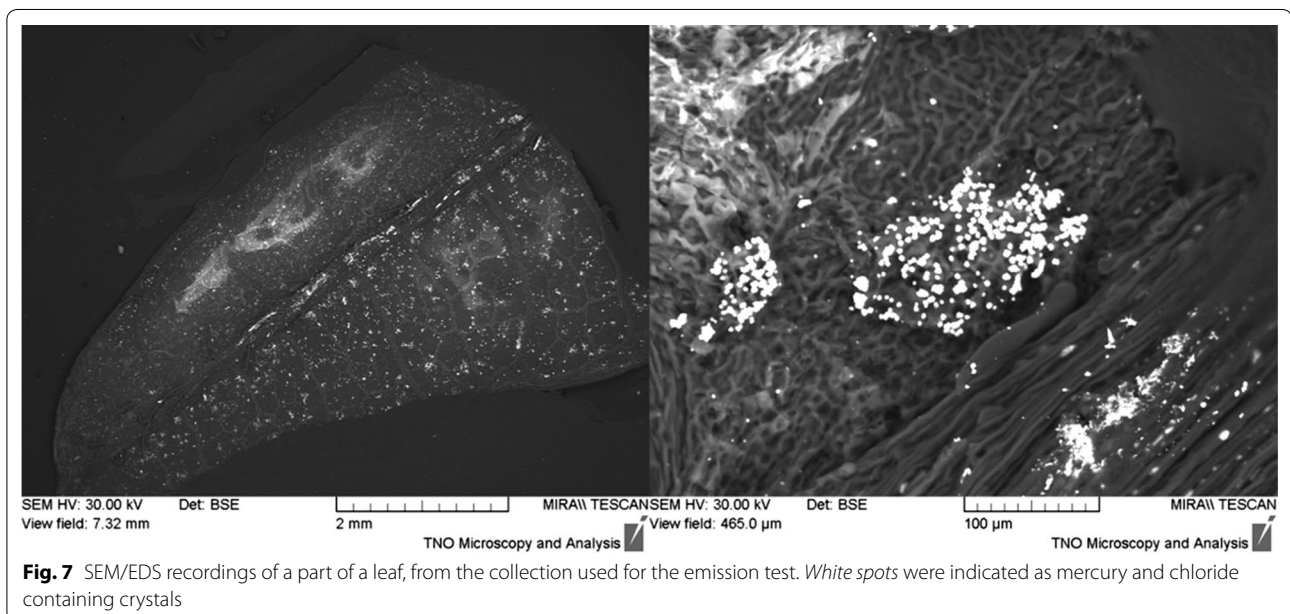 SEM HV: 30.00 kV Det: BSE MIRA\\ TESCAN
View field: 7.32 mm 2 mm
TNO Microscopy and Analysis
SEM HV: 30.00 kV Det: BSE MIRA\\ TESCAN
View field: 465.0 µm 100 µm
TNO Microscopy and Analysis
Fig. 7 SEM/EDS recordings of a part of a leaf, from the collection used for the emission test. White spots were indicated as mercury and chloride
containing crystals